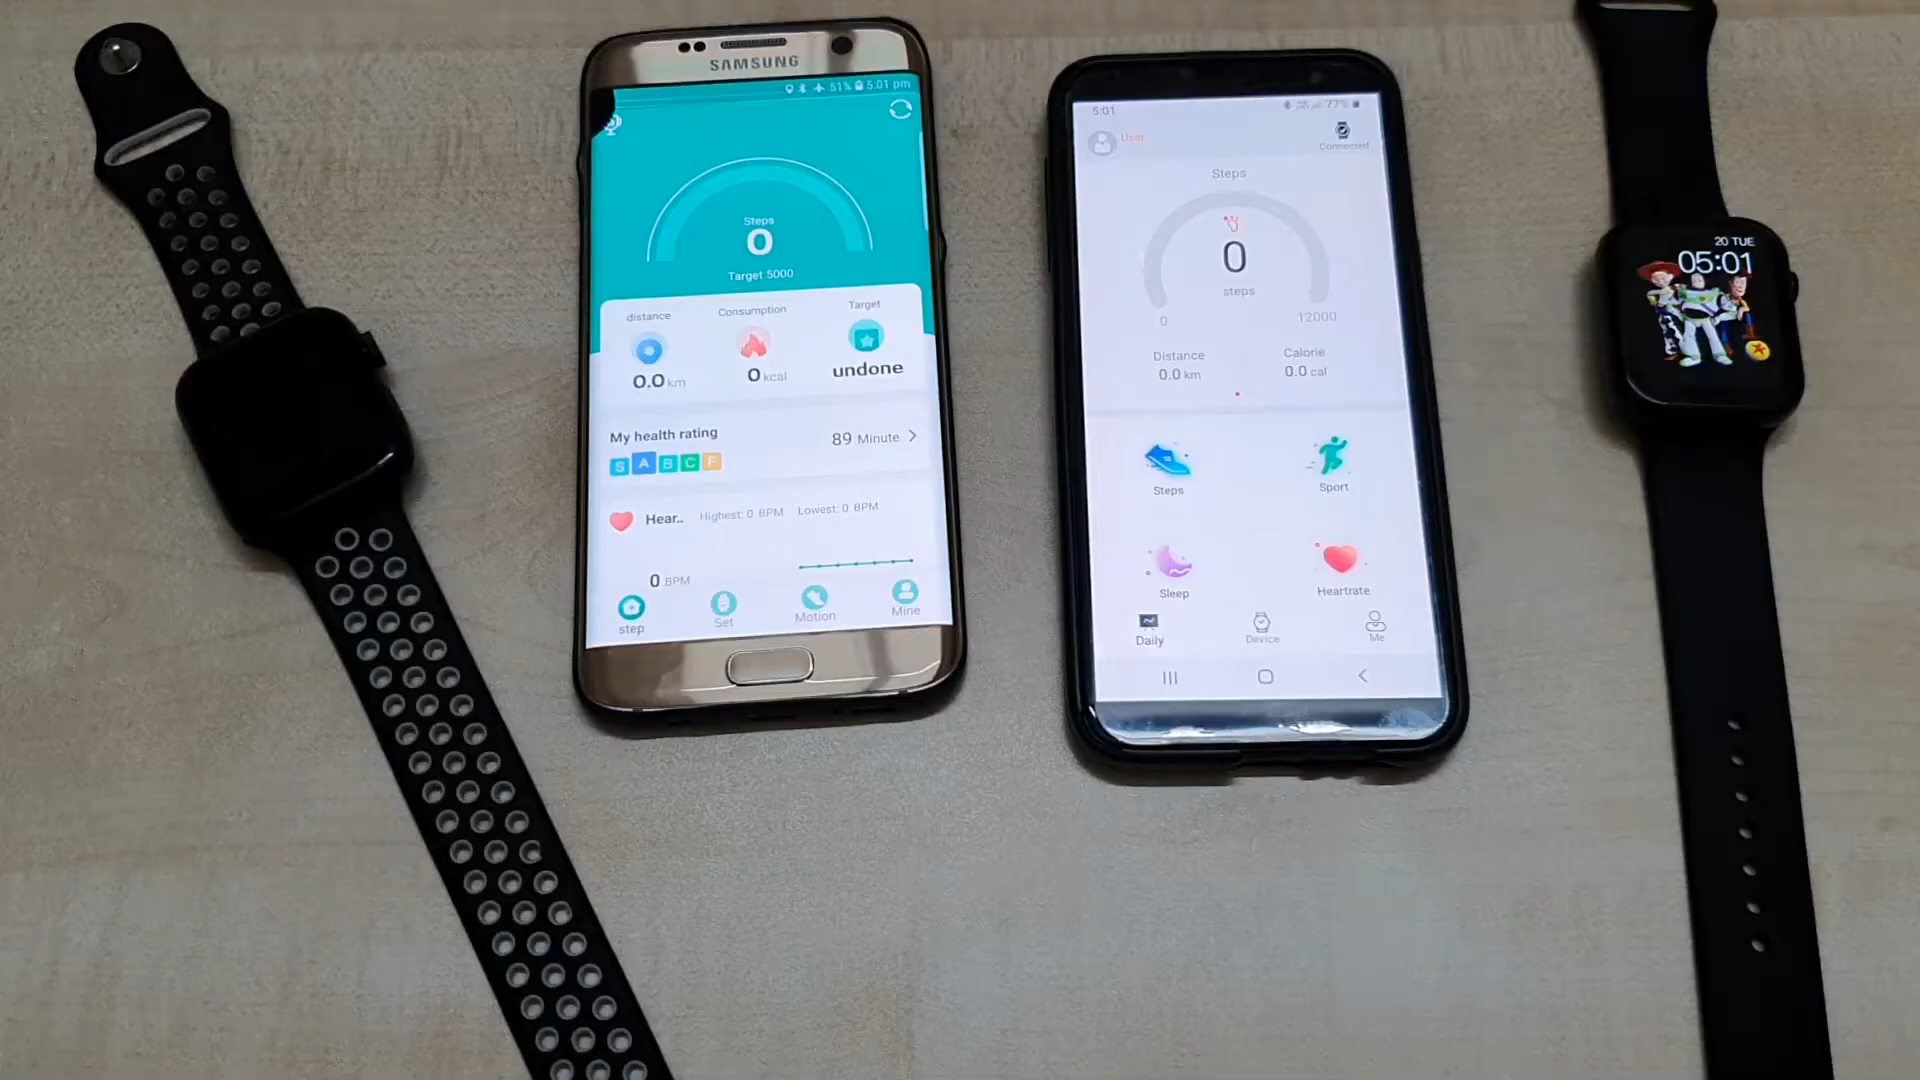 SAMSUNG
51% 5:01 pm
Steps
0
Target 5000
distance
Consumption
Target
0.0 km
0 kcal
undone
My health rating
89 Minute
S A B C F
Hear..
Highest: 0 BPM
Lowest: 0 BPM
0 BPM
step
Set
Motion
Mine
5:01
77%
User
Connected
Steps
0
steps
0
12000
Distance
Calorie
0.0 km
0.0 cal
Steps
Sport
Sleep
Heartrate
Daily
Device
Me
20 TUE
05:01